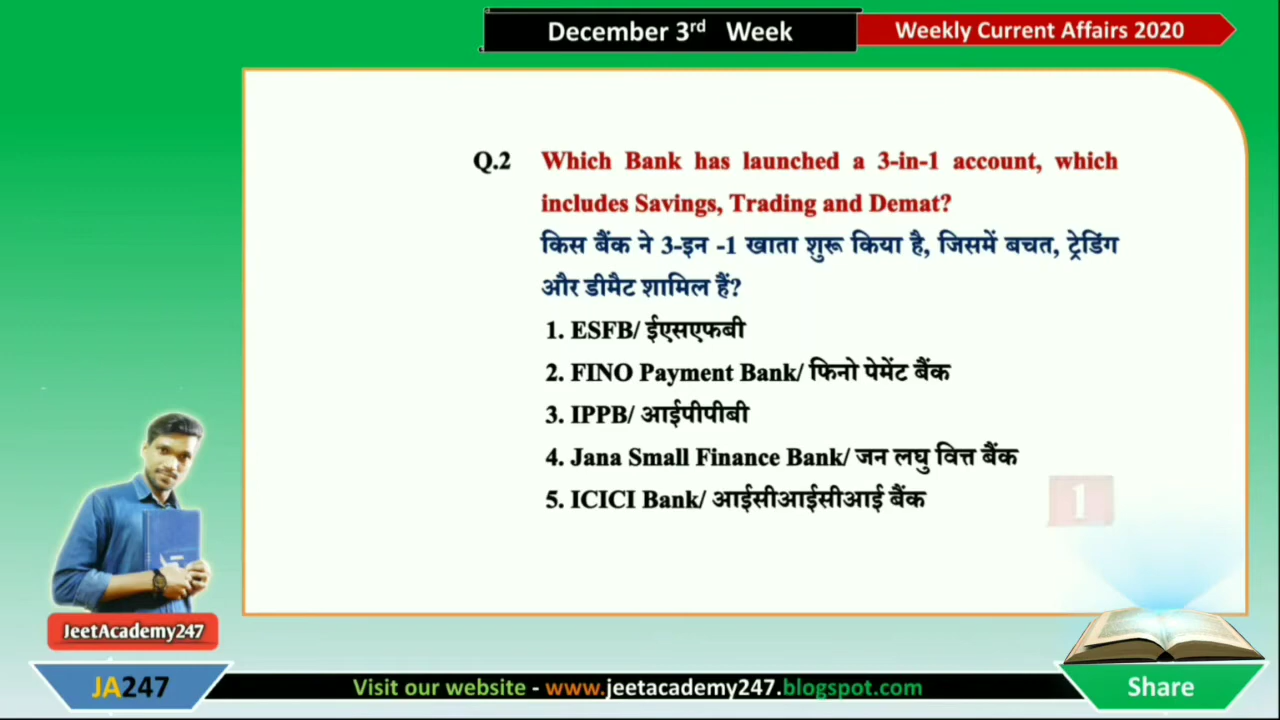 December 3rd Week
Weekly Current Affairs 2020
Q.2 Which Bank has launched a 3-in-1 account, which
includes Savings, Trading and Demat?
किस बैंक ने 3-इन -1 खाता शुरू किया है, जिसमें बचत, ट्रेडिंग
और डीमैट शामिल हैं?
1. ESFB/ ईएसएफबी
2. FINO Payment Bank/ फिनो पेमेंट बैंक
3. IPPB/ आईपीपीबी
4. Jana Small Finance Bank/ जन लघु वित्त बैंक
5. ICICI Bank/ आईसीआईसीआई बैंक
1
JeetAcademy247
JA247
Visit our website - www.jeetacademy247.blogspot.com
Share